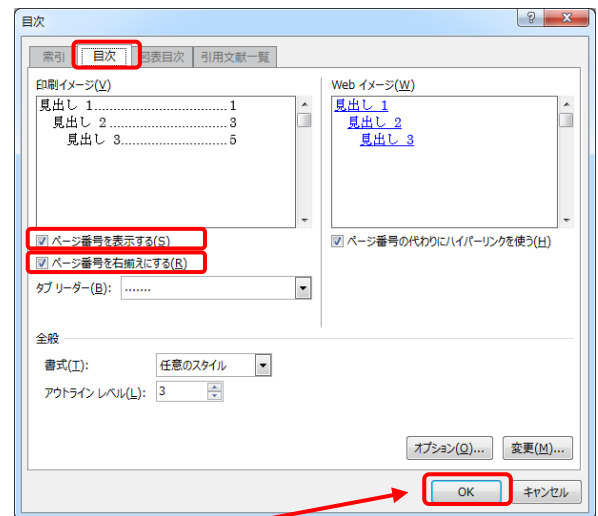 目次
索引 目次 図表目次 引用文献一覧
印刷イメージ(V)
見出し 1..............................1
見出し 2...........................3
見出し 3........................5
Web イメージ(W)
見出し 1
見出し 2
見出し 3
ページ番号を表示する(S)
ページ番号を右揃えにする(R)
タブ リーダー(B): .......
ページ番号の代わりにハイパーリンクを使う(H)
全般
書式(T): 任意のスタイル
アウトライン レベル(L): 3
オプション(O)... 変更(M)...
OK キャンセル